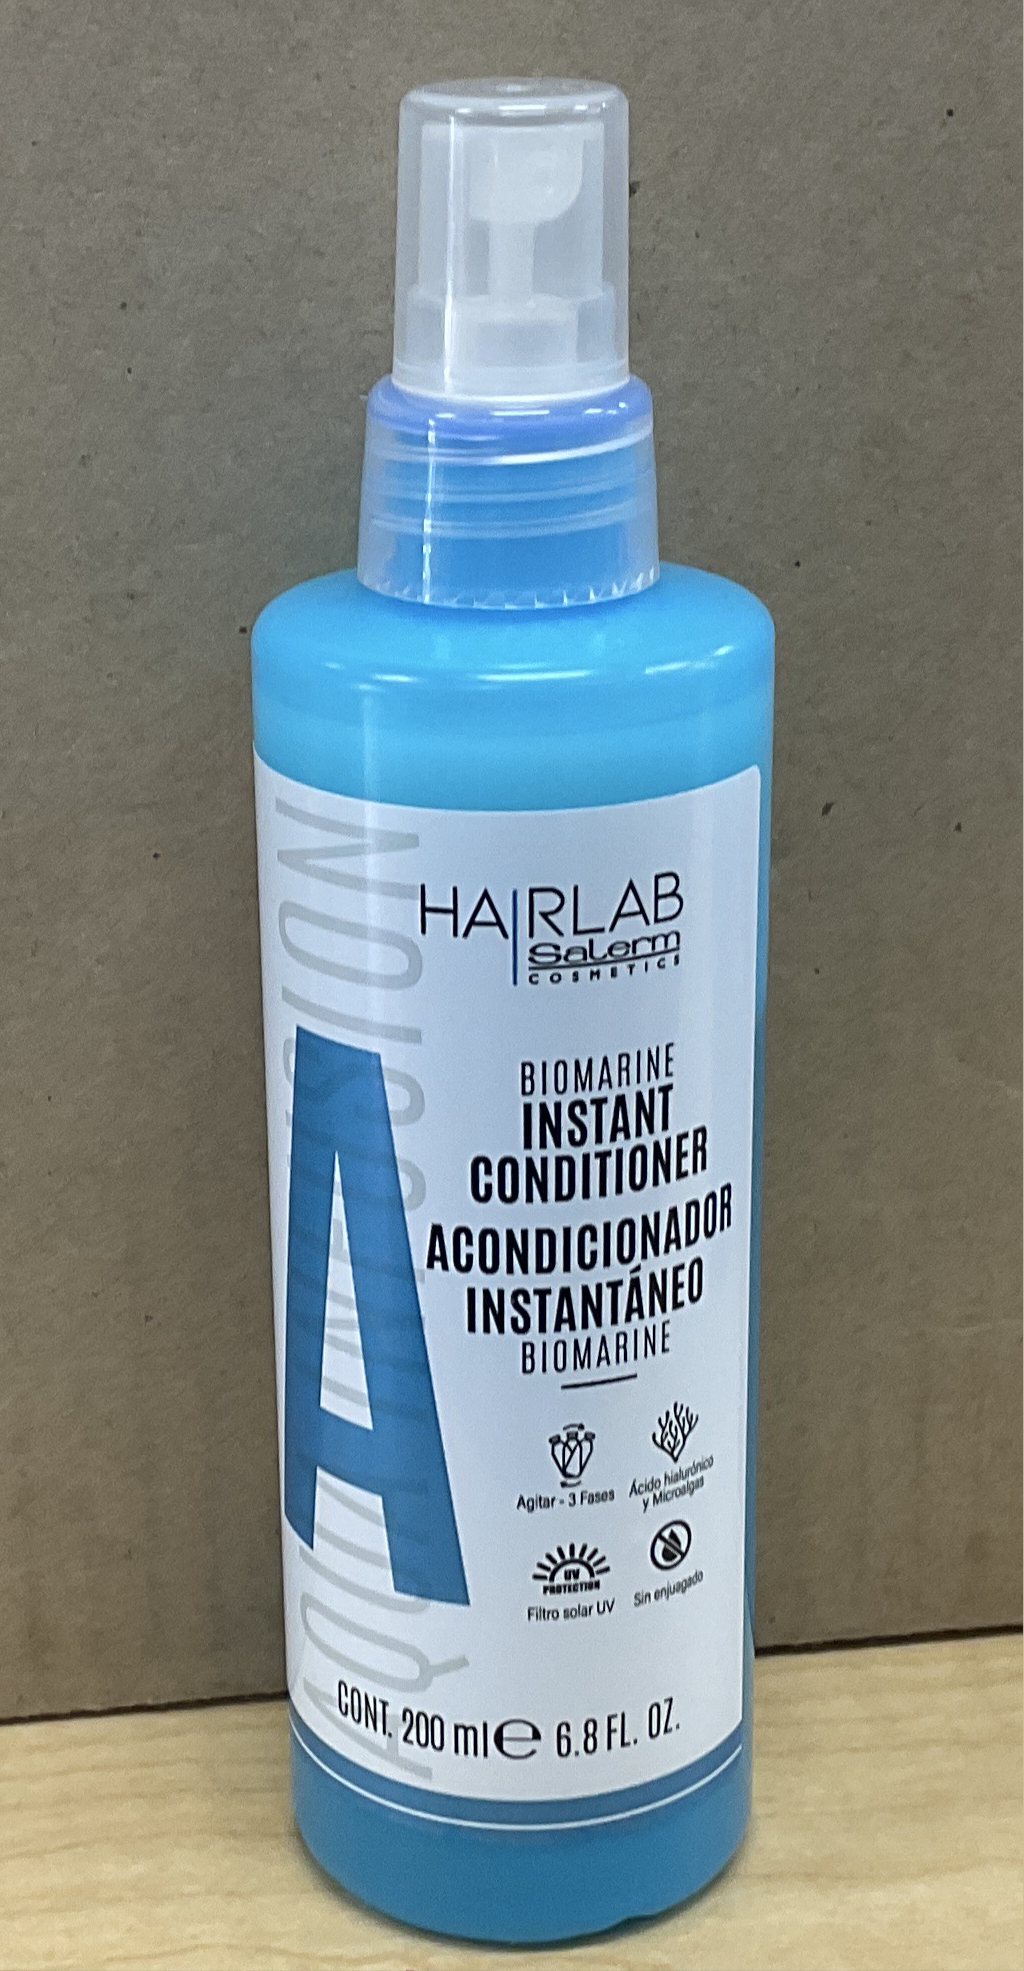 HAIRLAB
Salerm
COSMETICS
BIOMARINE
INSTANT
CONDITIONER
ACONDICIONADOR
INSTANTÁNEO
BIOMARINE
Agitar - 3 Fases
Ácido hialurónico
y Microalgas
UV
PROTECTION
Filtro solar UV
Sin enjuagado
A
CONT. 200 ml e 6.8 FL. OZ.